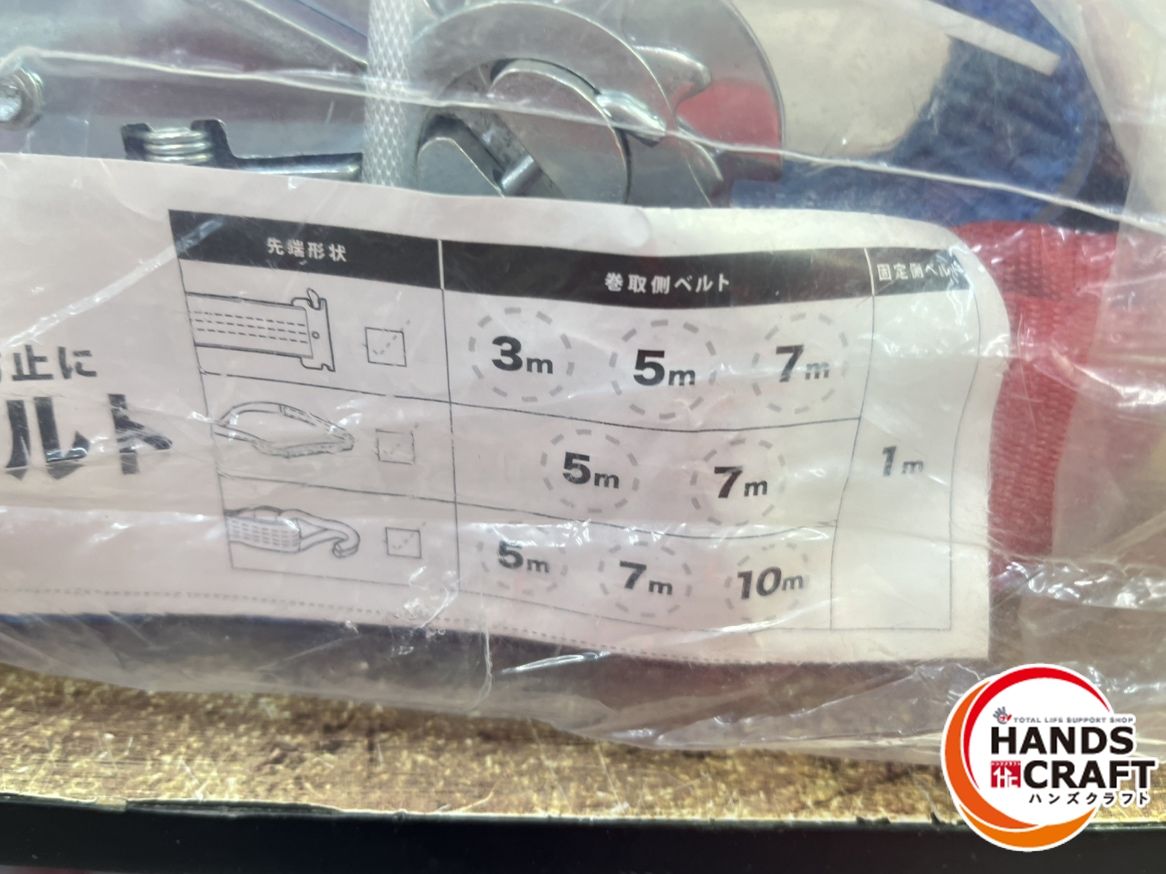 先端形状
巻取側ベルト
固定側ベルト
3m 5m 7m
止に
ルト
5m 7m
1m
5m 7m 10m
TOTAL LIFE SUPPORT SHOP
HANDS
CRAFT
ハンズクラフト